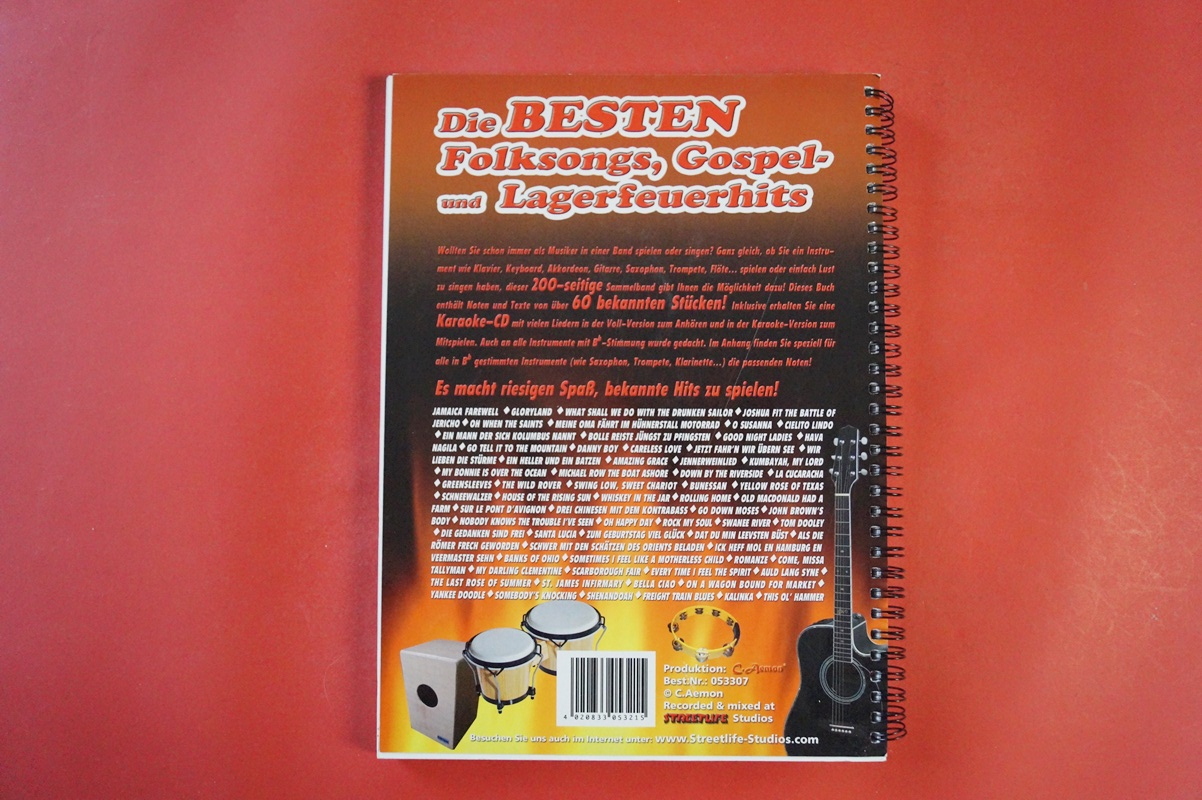 Die BESTEN
Folksongs, Gospel-
und Lagerfeuerhits
Wollten Sie schon immer als Musiker in einer Band spielen oder singen? Ganz gleich, ob Sie ein Instru-
ment wie Klavier, Keyboard, Akkordeon, Gitarre, Saxophon, Trompete, Flöte... spielen oder einfach Lust
zu singen haben, dieser 200-seitige Sammelband gibt Ihnen die Möglichkeit dazu! Dieses Buch
enthält Noten und Texte von über 60 bekannten Stücken! Inklusive erhalten Sie eine
Karaoke-CD mit vielen Liedern in der Voll-Version zum Anhören und in der Karaoke-Version zum
Mitspielen. Auch an alle Instrumente mit B♭-Stimmung wurde gedacht. Im Anhang finden Sie speziell für
alle in B♭ gestimmten Instrumente (wie Saxophon, Trompete, Klarinette...) die passenden Noten!
Es macht riesigen Spaß, bekannte Hits zu spielen!
JAMAICA FAREWELL ◆ GLORYLAND ◆ WHAT SHALL WE DO WITH THE DRUNKEN SAILOR ◆ JOSHUA FIT THE BATTLE OF
JERICHO ◆ OH WHEN THE SAINTS ◆ MEINE OMA FÄHRT IM HÜNNERSTALL MOTORRAD ◆ O SUSANNA ◆ CIELITO LINDO
◆ EIN MANN DER SICH KOLUMBUS NANNT ◆ BOLLE REISTE JÜNGST ZU PFINGSTEN ◆ GOOD NIGHT LADIES ◆ HAVA
NAGILA ◆ GO TELL IT TO THE MOUNTAIN ◆ DANNY BOY ◆ CARELESS LOVE ◆ JETZT FAHR'N WIR ÜBERN SEE ◆ WIR
LIEBEN DIE STÜRME ◆ EIN HELLER UND EIN BATZEN ◆ AMAZING GRACE ◆ JENNERWEINLIED ◆ KUMBAYAH, MY LORD
◆ MY BONNIE IS OVER THE OCEAN ◆ MICHAEL ROW THE BOAT ASHORE ◆ DOWN BY THE RIVERSIDE ◆ LA CUCARACHA
◆ GREENSLEEVES ◆ THE WILD ROVER ◆ SWING LOW, SWEET CHARIOT ◆ BUNESSAN ◆ YELLOW ROSE OF TEXAS
◆ SCHNEEWALZER ◆ HOUSE OF THE RISING SUN ◆ WHISKEY IN THE JAR ◆ ROLLING HOME ◆ OLD MACDONALD HAD A
FARM ◆ SUR LE PONT D'AVIGNON ◆ DREI CHINESEN MIT DEM KONTRABASS ◆ GO DOWN MOSES ◆ JOHN BROWN'S
BODY ◆ NOBODY KNOWS THE TROUBLE I'VE SEEN ◆ OH HAPPY DAY ◆ ROCK MY SOUL ◆ SWANEE RIVER ◆ TOM DOOLEY
◆ DIE GEDANKEN SIND FREI ◆ SANTA LUCIA ◆ ZUM GEBURTSTAG VIEL GLÜCK ◆ DAT DU MIN LEEVSTEN BÜST ◆ ALS DIE
RÖMER FRECH GEWORDEN ◆ SCHWER MIT DEN SCHÄTZEN DES ORIENTS BELADEN ◆ ICK HEFF MOL EN HAMBURG EN
VEERMASTER SEHN ◆ BANKS OF OHIO ◆ SOMETIMES I FEEL LIKE A MOTHERLESS CHILD ◆ ROMANZE ◆ COME, MISSA
TALLYMAN ◆ MY DARLING CLEMENTINE ◆ SCARBOROUGH FAIR ◆ EVERY TIME I FEEL THE SPIRIT ◆ AULD LANG SYNE ◆
THE LAST ROSE OF SUMMER ◆ ST. JAMES INFIRMARY ◆ BELLA CIAO ◆ ON A WAGON BOUND FOR MARKET ◆
YANKEE DOODLE ◆ SOMEBODY'S KNOCKING ◆ SHENANDOAH ◆ FREIGHT TRAIN BLUES ◆ KALINKA ◆ THIS OL' HAMMER
Produktion: C.Aemon
Best.Nr.: 053307
© C.Aemon
Recorded & mixed at
STREETLIFE Studios
4 020833 053215
Besuchen Sie uns auch im Internet unter: www.Streetlife-Studios.com